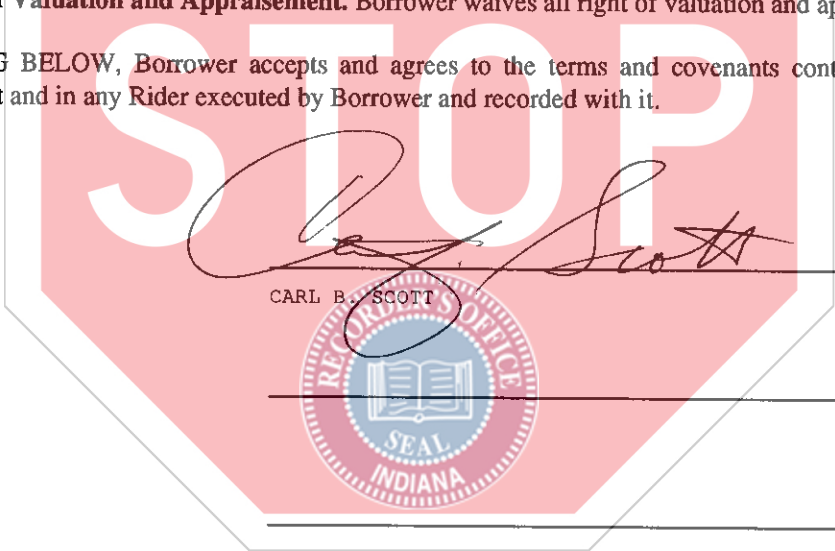 Valuation and Appraisement. Borrower waives all right of valuation and
BELOW, Borrower accepts and agrees to the terms and covenants
and in any Rider executed by Borrower and recorded with it.
STOP
Scott
CARL B. SCOTT
RECORDER'S OFFICE
SEAL
INDIANA